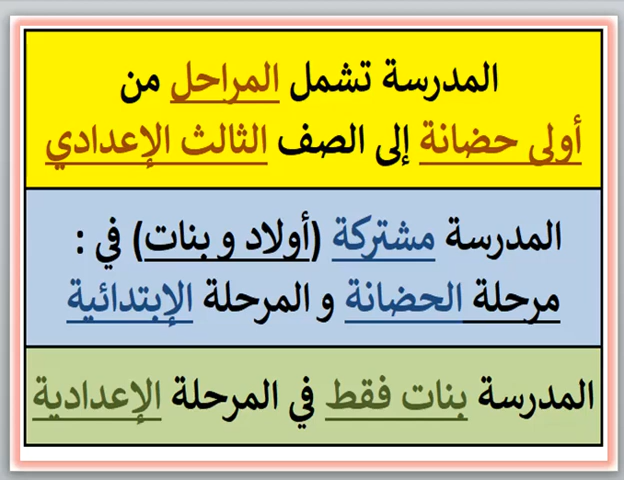 المدرسة تشمل المراحل من
أولى حضانة إلى الصف الثالث الإعدادي
المدرسة مشتركة (أولاد و بنات) في :
مرحلة الحضانة و المرحلة الإبتدائية
المدرسة بنات فقط في المرحلة الإعدادية